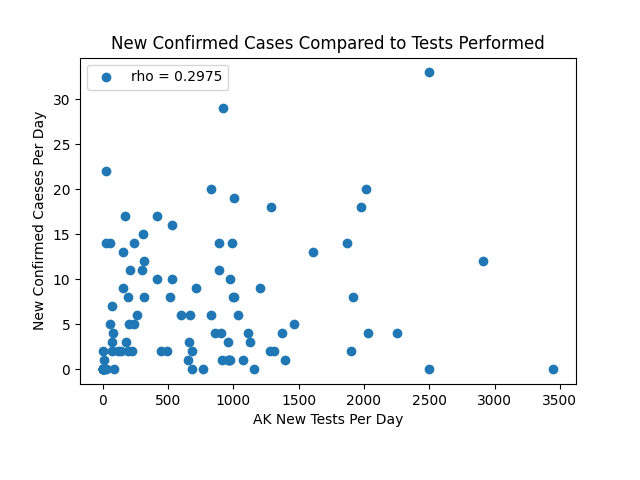 New Confirmed Cases Compared to Tests Performed
rho = 0.2975
New Confirmed Caeses Per Day
30
25
20
15
10
5
0
0 500 1000 1500 2000 2500 3000 3500
AK New Tests Per Day